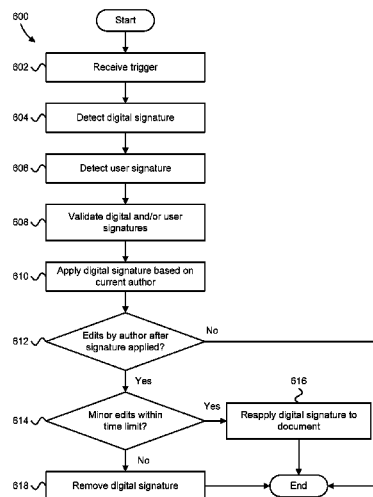 600
Start
602
Receive trigger
604
Detect digital signature
606
Detect user signature
608
Validate digital and/or user
signatures
610
Apply digital signature based on
current author
612
Edits by author after
signature applied?
No
Yes
614
Minor edits within
time limit?
Yes
616
Respply digital signature to
document
No
618
Remove digital signature
End